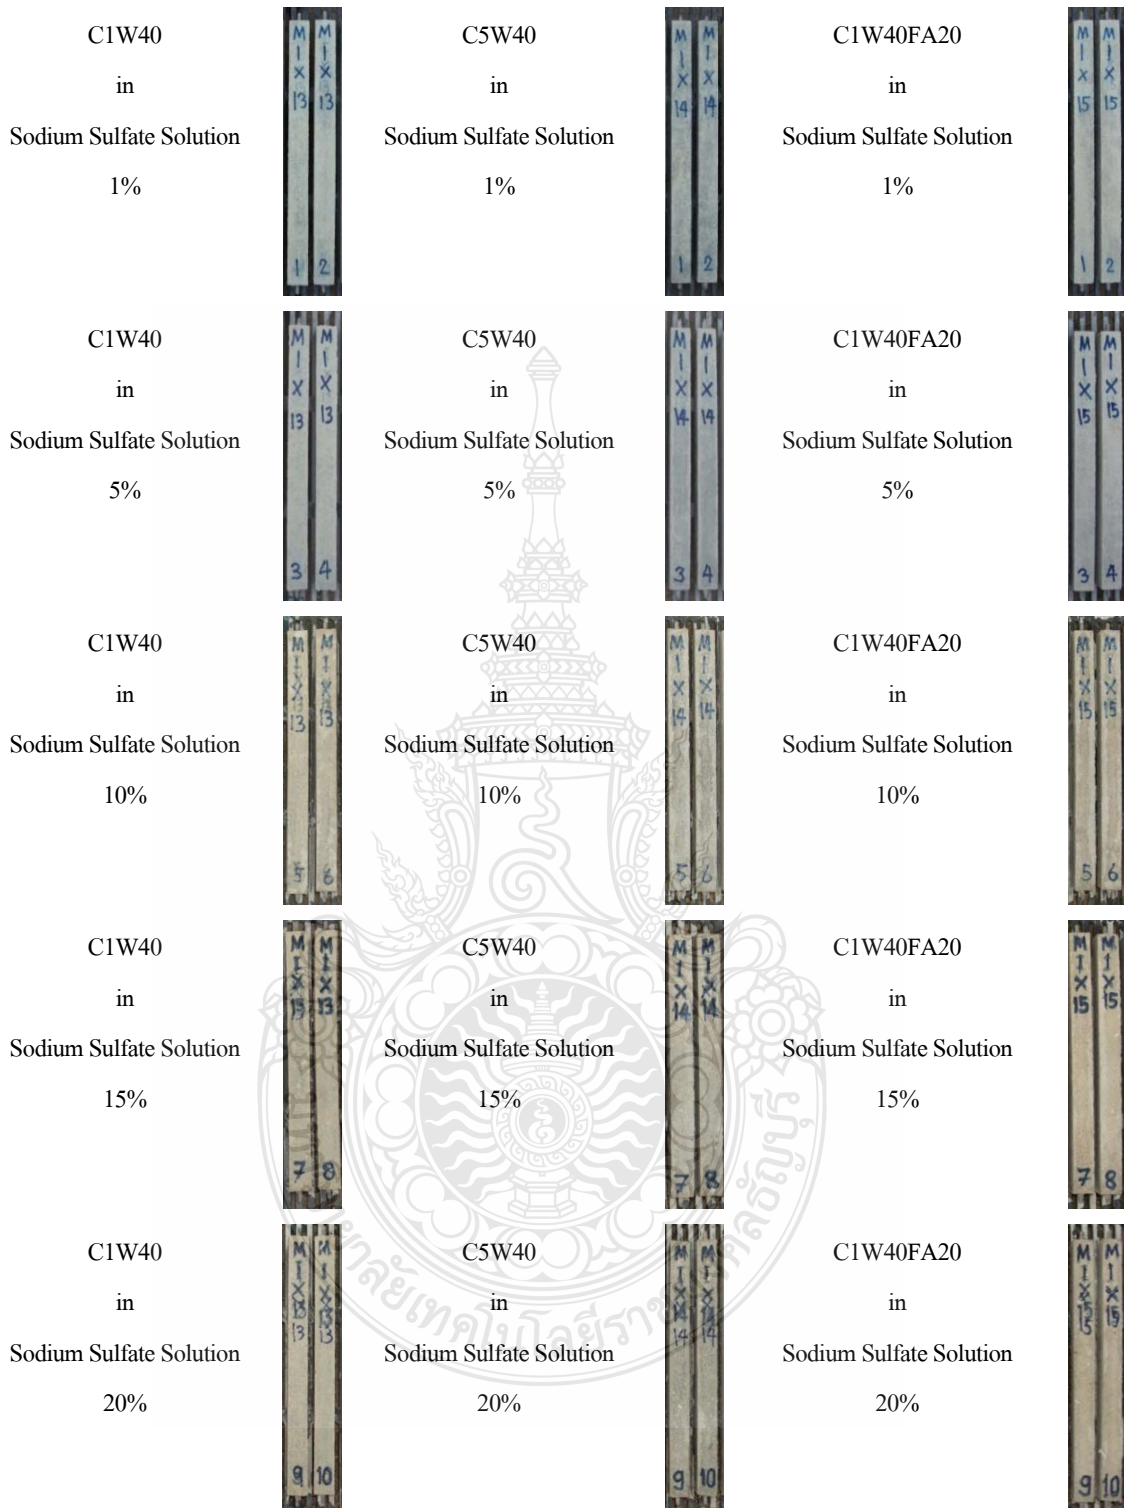 C1W40
in
Sodium Sulfate Solution
1%
MIX 13 1
MIX 13 2
C5W40
in
Sodium Sulfate Solution
1%
MIX 14 1
MIX 14 2
C1W40FA20
in
Sodium Sulfate Solution
1%
MIX 15 1
MIX 15 2
C1W40
in
Sodium Sulfate Solution
5%
MIX 13 3
MIX 13 4
C5W40
in
Sodium Sulfate Solution
5%
MIX 14 3
MIX 14 4
C1W40FA20
in
Sodium Sulfate Solution
5%
MIX 15 3
MIX 15 4
C1W40
in
Sodium Sulfate Solution
10%
MIX 13 5
MIX 13 6
C5W40
in
Sodium Sulfate Solution
10%
MIX 14 5
MIX 14 6
C1W40FA20
in
Sodium Sulfate Solution
10%
MIX 15 5
MIX 15 6
C1W40
in
Sodium Sulfate Solution
15%
MIX 13 7
MIX 13 8
C5W40
in
Sodium Sulfate Solution
15%
MIX 14 7
MIX 14 8
C1W40FA20
in
Sodium Sulfate Solution
15%
MIX 15 7
MIX 15 8
C1W40
in
Sodium Sulfate Solution
20%
MIX 13 13 9
MIX 13 13 10
C5W40
in
Sodium Sulfate Solution
20%
MIX 14 14 9
MIX 14 14 10
C1W40FA20
in
Sodium Sulfate Solution
20%
MIX 15 15 9
MIX 15 10